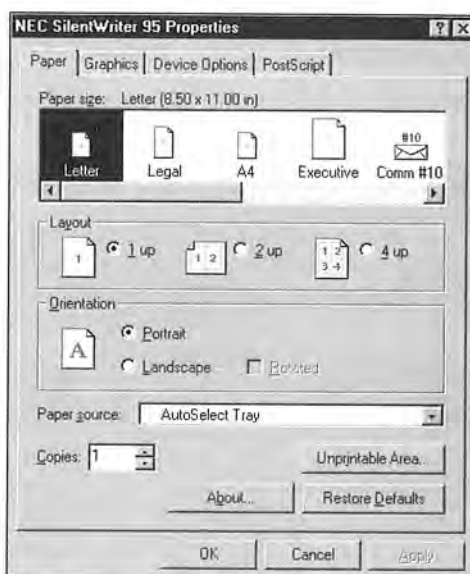 NEC SilentWriter 95 Properties
Paper Graphics Device Options PostScript
Paper size: Letter (8.50 x 11.00 in)
#10
Letter Legal A4 Executive Comm #10
Layout
1 1 up 1 2 2 up 1 2 3 4 4 up
Orientation
A
Portrait
Landscape Rotated
Paper source: AutoSelect Tray
Copies: 1 Unprintable Area...
About... Restore Defaults
OK Cancel Apply